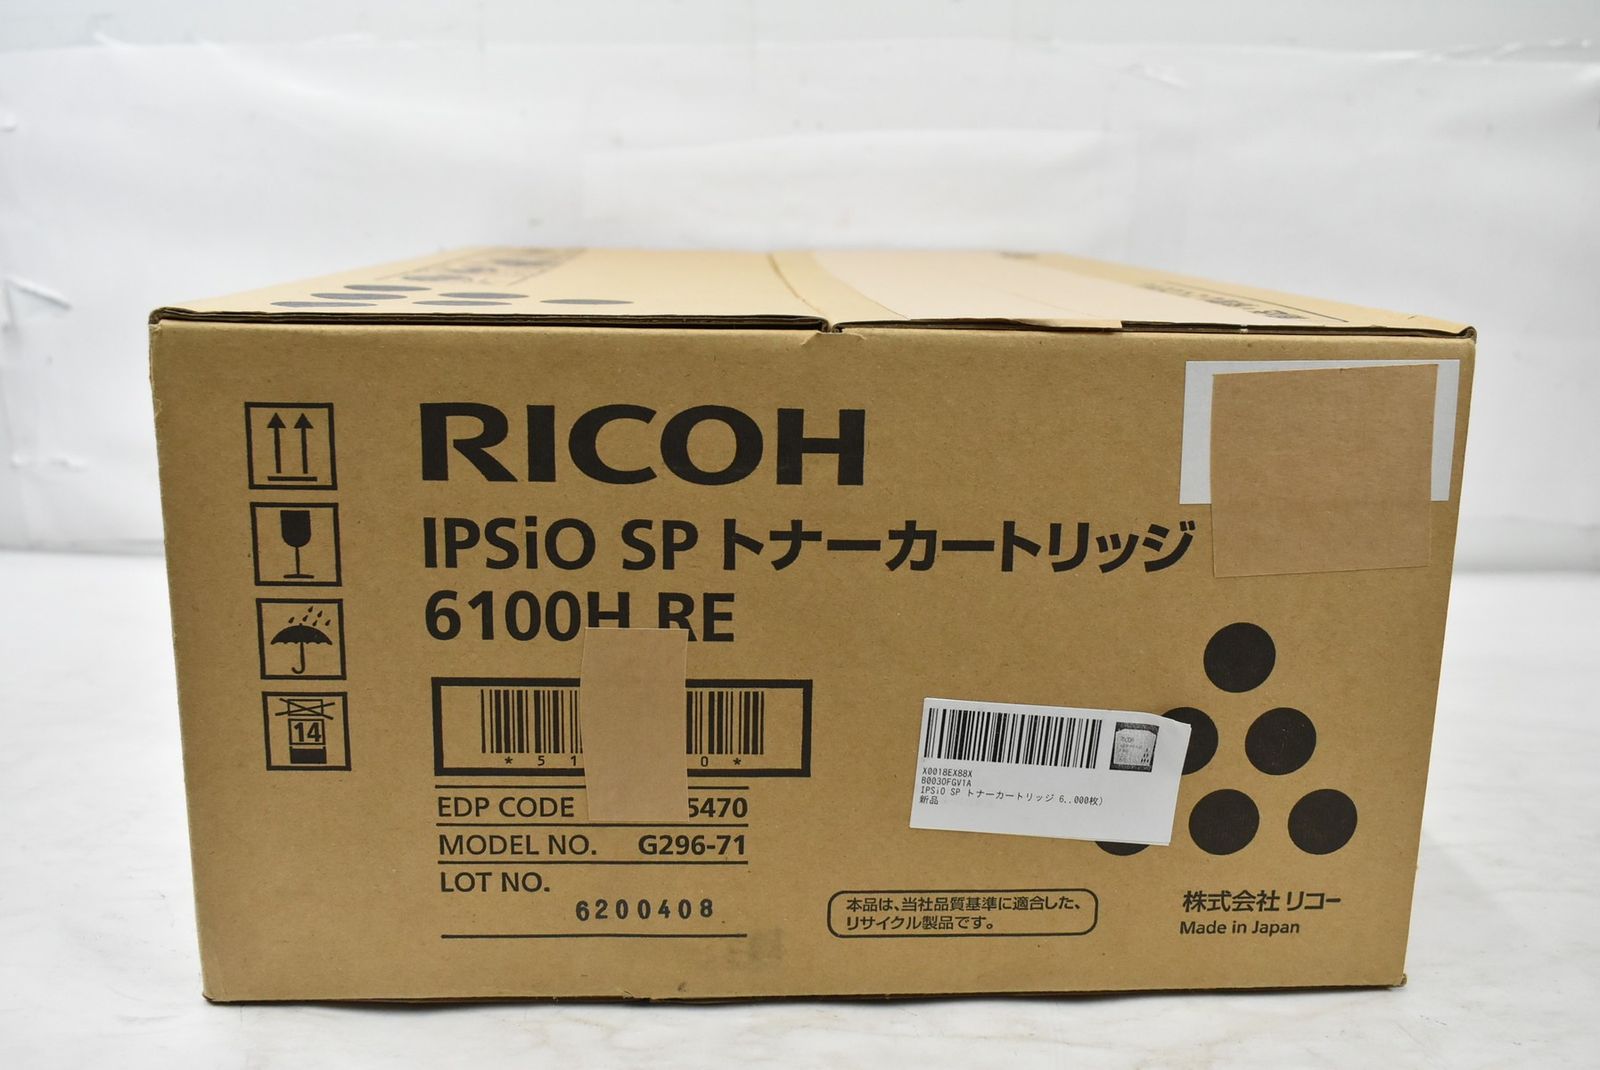 RICOH
IPSiO SP トナーカートリッジ
6100H RE
*51 0*
EDP CODE 5470
MODEL NO. G296-71
LOT NO.
6200408
14
X0018EX88X
B003OFGV1A
IPSiO SP トナーカートリッジ 6..000枚)
新品
本品は、当社品質基準に適合した、
リサイクル製品です。
株式会社 リコー
Made in Japan